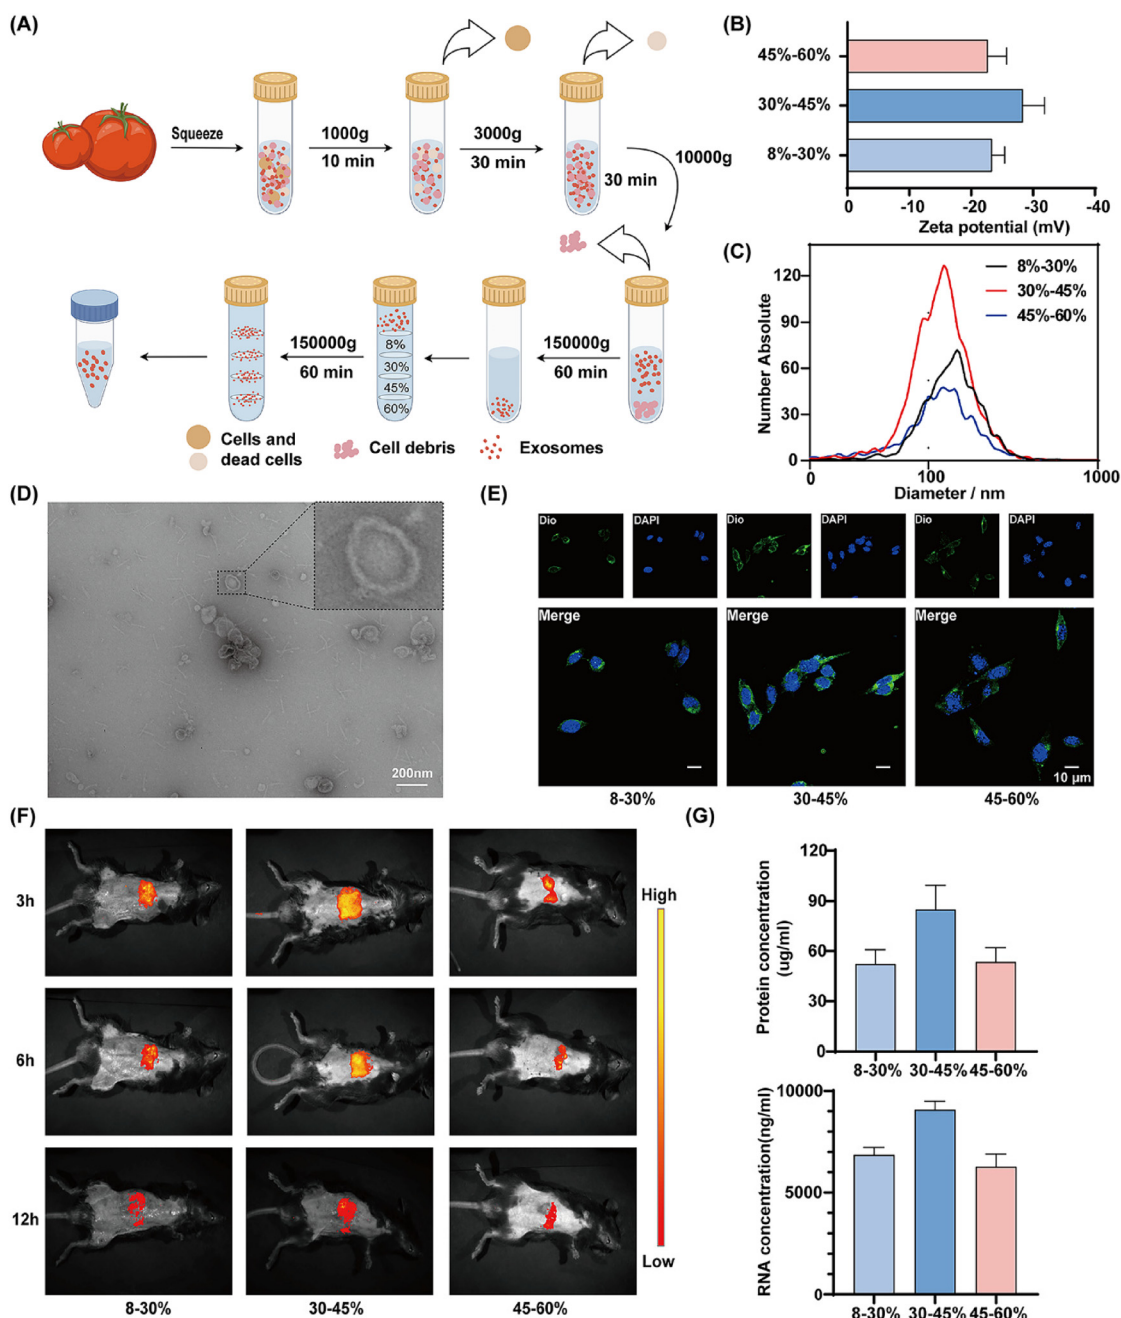 (A)
Squeeze
1000g
10 min
3000g
30 min
10000g
30 min
150000g
60 min
8%
30%
45%
60%
150000g
60 min
Cells and
dead cells
Cell debris
Exosomes
(B)
45%-60%
30%-45%
8%-30%
0 -10 -20 -30 -40
Zeta potential (mV)
(C)
Number Absolute
120
90
60
30
0
8%-30%
30%-45%
45%-60%
0 100 1000
Diameter / nm
(D)
200nm
(E)
Dio DAPI Dio DAPI Dio DAPI
Merge Merge Merge
10 μm
8-30% 30-45% 45-60%
(F)
3h
6h
12h
High
Low
8-30% 30-45% 45-60%
(G)
Protein concentration
(ug/ml)
120
90
60
30
0
8-30% 30-45% 45-60%
RNA concentration(ng/ml)
10000
5000
0
8-30% 30-45% 45-60%